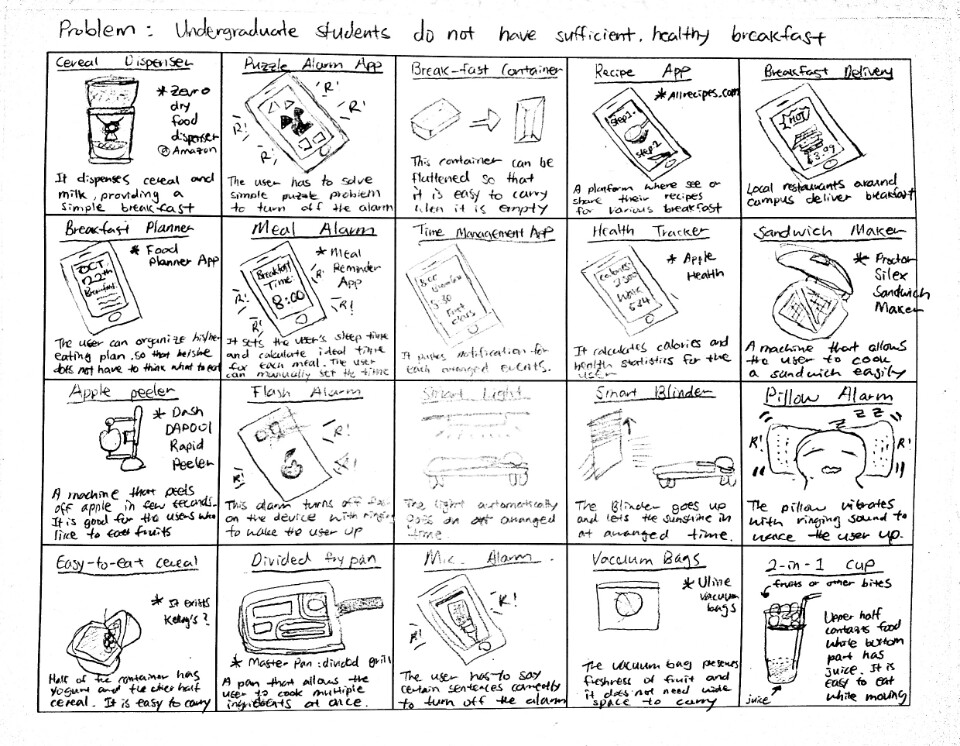 Problem : Undergraduate students do not have sufficient, healthy breakfast
Cereal Dispenser
* Zevro
dry
food
dispenser
@ Amazon
It dispenses cereal and
milk, providing a
simple breakfast
Puzzle Alarm App
R!
R!
R!
R!
The user has to solve
simple puzzle problem
to turn off the alarm
Break-fast Container
This container can be
flattened so that
it is easy to carry
when it is empty
Recipe App
* Allrecipes.com
Step1.
Step2
A platform where see or
share their recipes
for various breakfast
Breakfast Delivery
£3.09
Local restaurants around
campus deliver breakfast
Breakfast Planner
* Food
Planner App
OCT
22th
Breakfast
The user can organize his/her
eating plan, so that he/she
does not have to think what to eat
Meal Alarm
* Meal
Reminder
App
Breakfast
Time
8:00
R!
R!
R!
R!
It sets the user's sleep time
and calculate ideal time
for each meal. The user
can manually set the time
Time Management App
8:00 Breakfast
9:30
First
class
It pushes notification for
each arranged events.
Health Tracker
* Apple
Health
Calories
2500
Walk
It calculates calories and
health statistics for the
user
Sandwich Maker
* Proctor
Silex
Sandwich
Maker
A machine that allows
the user to cook
a sandwich easily
Apple peeler
* Dash
DAP001
Rapid
Peeler
A machine that peels
off apple in few seconds.
It is good for the users who
like to eat fruits
Flash Alarm
R!
R!
R!
This alarm turns off
on the device with ringing
to wake the user up
Smart Light
The light automatically
goes on at arranged
time.
Smart Blinder
The Blinder goes up
and lets the sunshine in
at arranged time.
Pillow Alarm
z z z
R!
R!
The pillow vibrates
with ringing sound to
wake the user up.
Easy-to-eat cereal
* It exists
Kellog's?
Half of the container has
yogurt and the other half
cereal. It is easy to carry
Divided fry pan
* Master Pan : divided grill
A pan that allows the
user to cook multiple
ingredients at once.
Mic Alarm
R!
R!
The user has to say
certain sentences correctly
to turn off the alarm
Vaccum Bags
* Uline
vaccum
bags
The vaccum bag preserves
freshness of fruit and
it does not need wide
space to carry
2-in-1 cup
fruits or other bites
Upper half
contains food
while bottom
part has
juice. It is
easy to eat
while moving
juice